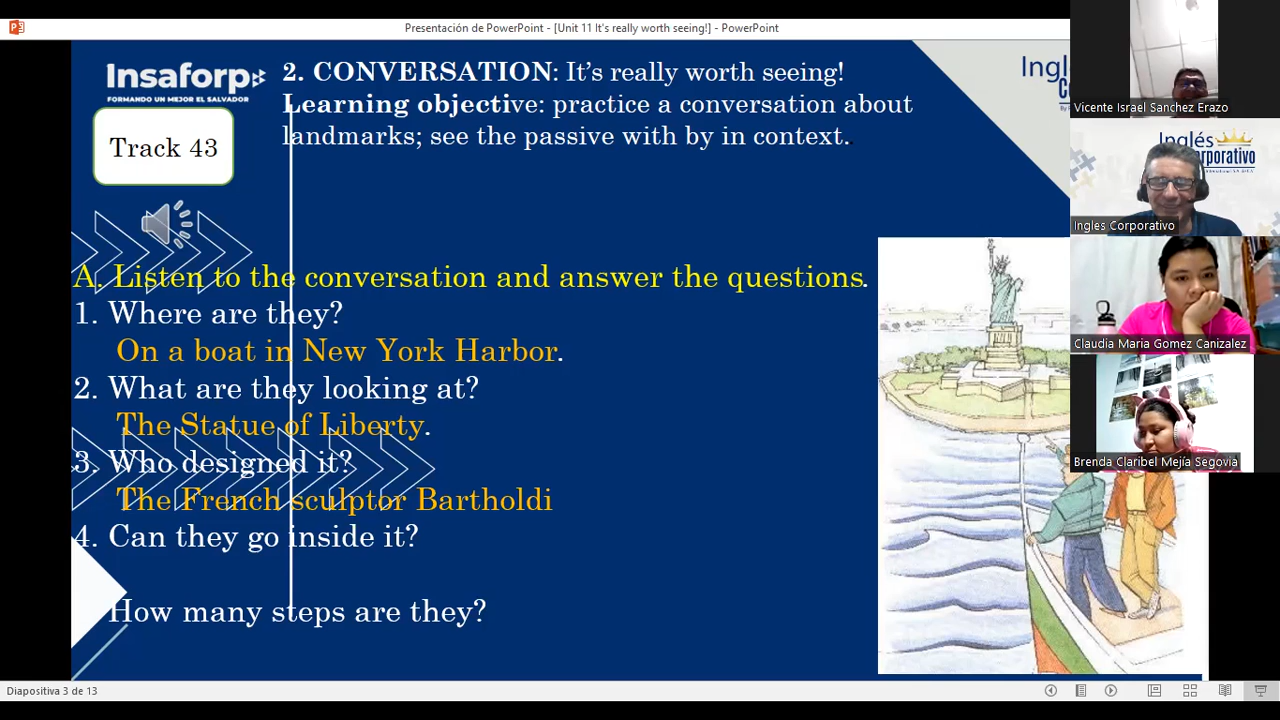 Presentación de PowerPoint - [Unit 11 It's really worth seeing!] - PowerPoint
Insaforp
FORMANDO UN MEJOR EL SALVADOR
Track 43
2. CONVERSATION: It's really worth seeing!
Learning objective: practice a conversation about
landmarks; see the passive with by in context.
A. Listen to the conversation and answer the questions.
1. Where are they?
On a boat in New York Harbor.
2. What are they looking at?
The Statue of Liberty.
3. Who designed it?
The French sculptor Bartholdi
4. Can they go inside it?
How many steps are they?
Vicente Israel Sanchez Erazo
Inglés
Ingles Corporativo
Claudia Maria Gomez Canizalez
Brenda Claribel Mejía Segovia
Diapositiva 3 de 13